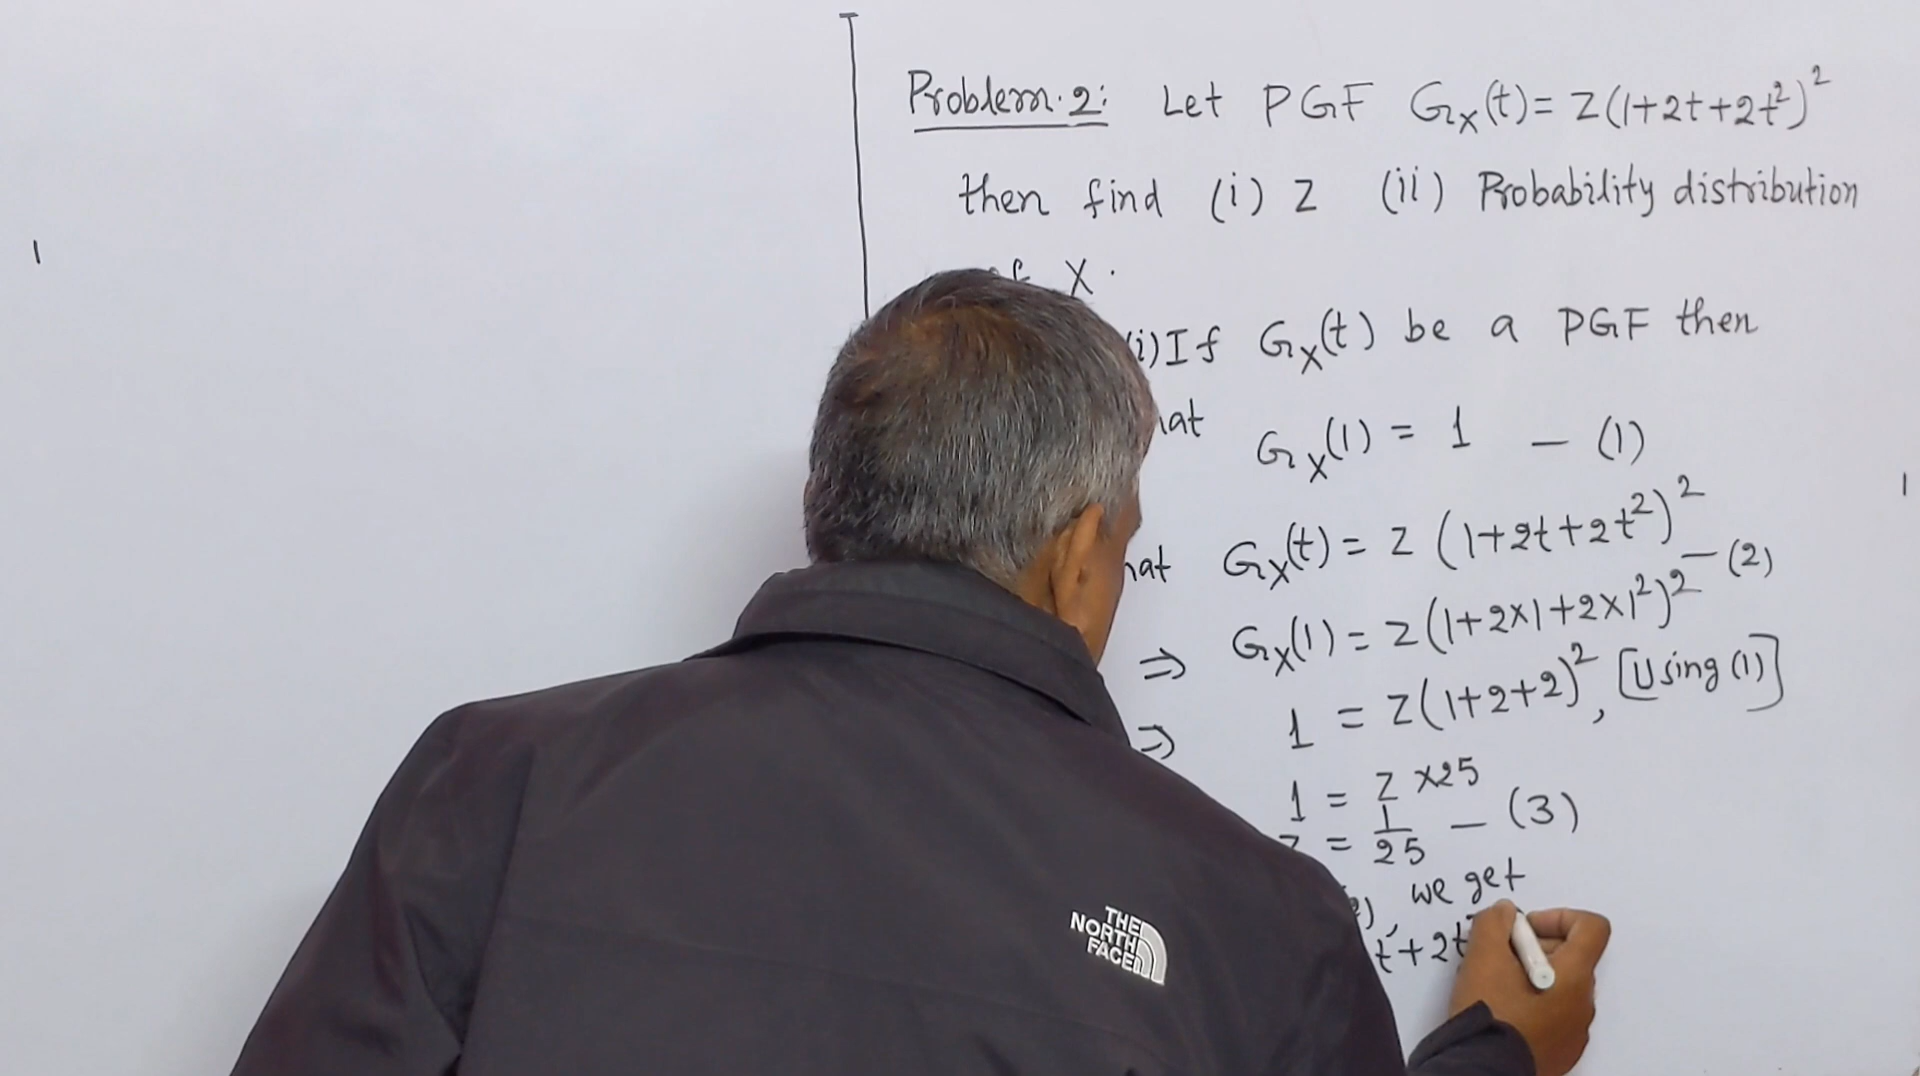 Problem.2: Let PGF Gx(t)= Z(1+2t+2t²)²
then find (i) Z (ii) Probability distribution
of X.
(i) If Gx(t) be a PGF then
Gx(1) = 1 — (1)
Gx(t) = Z (1+2t+2t²)² — (2)
⇒ Gx(1) = Z(1+2×1+2×1²)²
⇒ 1 = Z(1+2+2)², [Using (1)]
1 = Z ×25
Z = 1/25 — (3)
, we get
t+2t
THE
NORTH
FACE